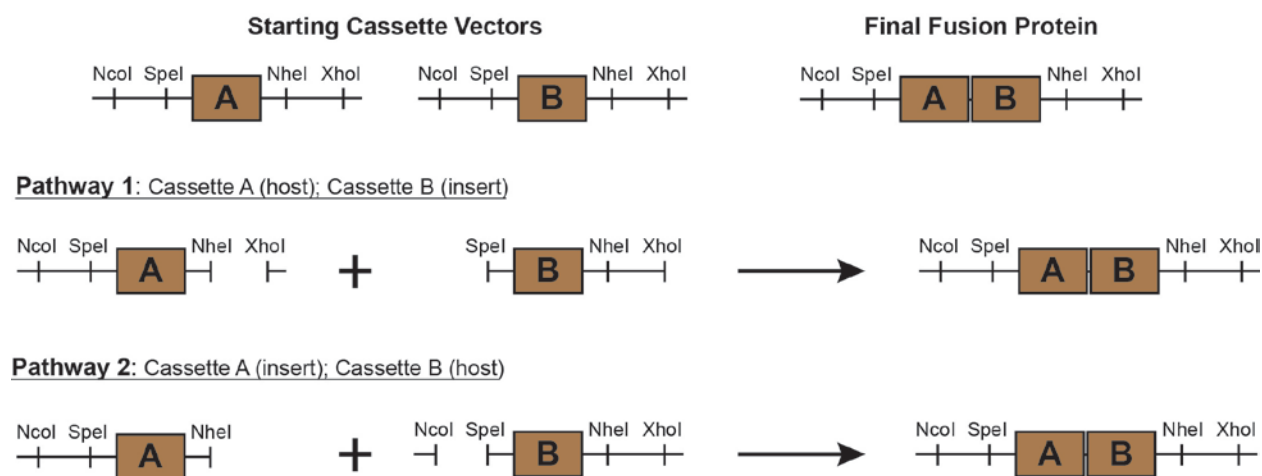 Starting Cassette Vectors Final Fusion Protein
NcoI SpeI NheI XhoI NcoI SpeI NheI XhoI NcoI SpeI NheI XhoI
A B A B
Pathway 1: Cassette A (host); Cassette B (insert)
NcoI SpeI NheI XhoI SpeI NheI XhoI NcoI SpeI NheI XhoI
A + B A B
Pathway 2: Cassette A (insert); Cassette B (host)
NcoI SpeI NheI NcoI SpeI NheI XhoI NcoI SpeI NheI XhoI
A + B A B